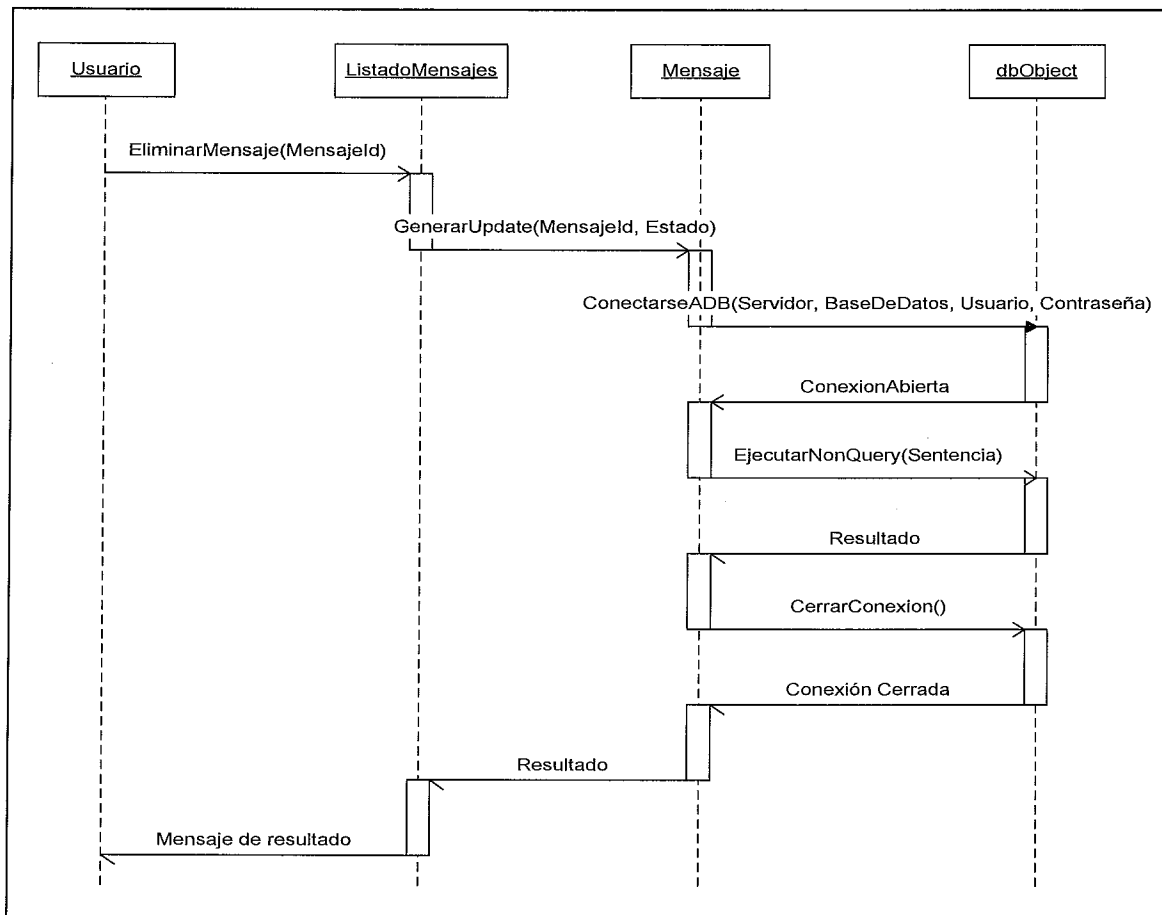 Usuario
ListadoMensajes
Mensaje
dbObject
EliminarMensaje(MensajeId)
GenerarUpdate(MensajeId, Estado)
ConectarseADB(Servidor, BaseDeDatos, Usuario, Contraseña)
ConexionAbierta
EjecutarNonQuery(Sentencia)
Resultado
CerrarConexion()
Conexión Cerrada
Resultado
Mensaje de resultado